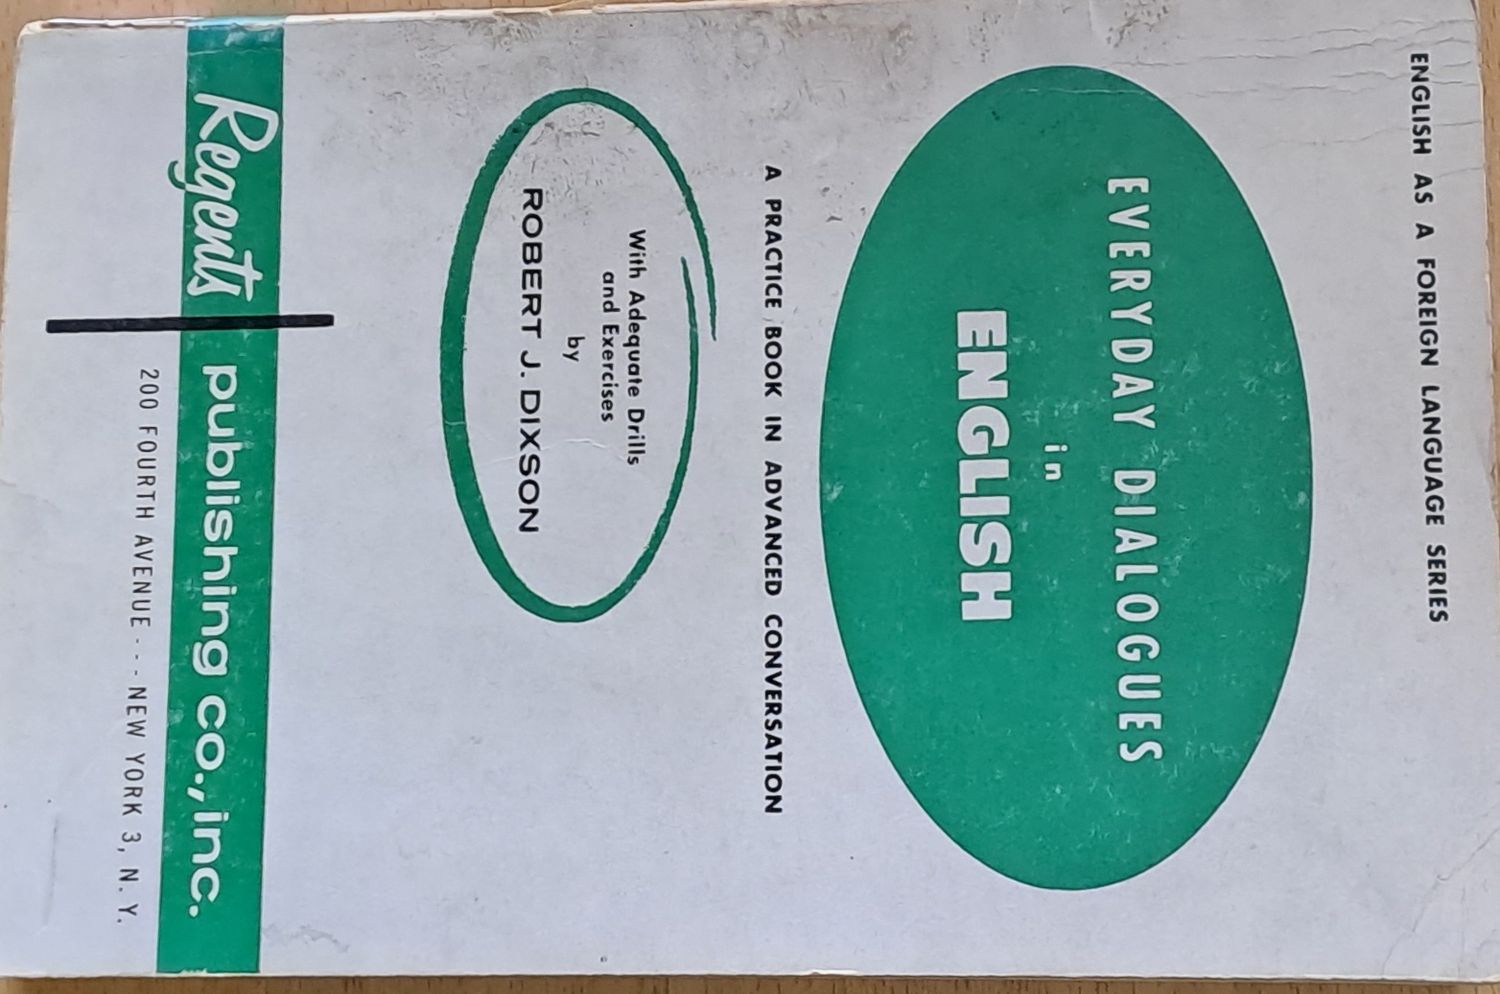 ENGLISH AS A FOREIGN LANGUAGE SERIES
EVERYDAY DIALOGUES
in
ENGLISH
A PRACTICE BOOK IN ADVANCED CONVERSATION
With Adequate Drills
and Exercises
by
ROBERT J. DIXSON
Regents publishing co., inc.
200 FOURTH AVENUE - - - NEW YORK 3, N. Y.